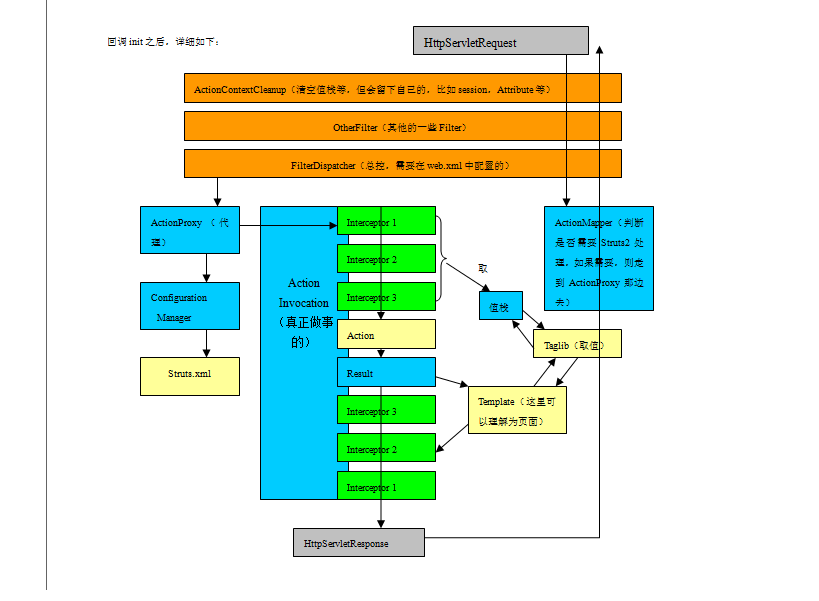 回调 init 之后，详细如下：
HttpServletRequest
ActionContextCleanup（清空值栈等，但会留下自己的，比如 session，Attribute 等）
OtherFilter（其他的一些 Filter）
FilterDispatcher（总控，需要在 web.xml 中配置的）
ActionProxy （代
理）
Configuration
Manager
Struts.xml
Action
Invocation
（真正做事
的）
Interceptor 1
Interceptor 2
Interceptor 3
Action
Result
Interceptor 3
Interceptor 2
Interceptor 1
取
值栈
ActionMapper（判断
是否需要 Struts2 处
理，如果需要，则走
到 ActionProxy 那边
去）
Taglib（取值）
Template（这里可
以理解为页面）
HttpServletResponse